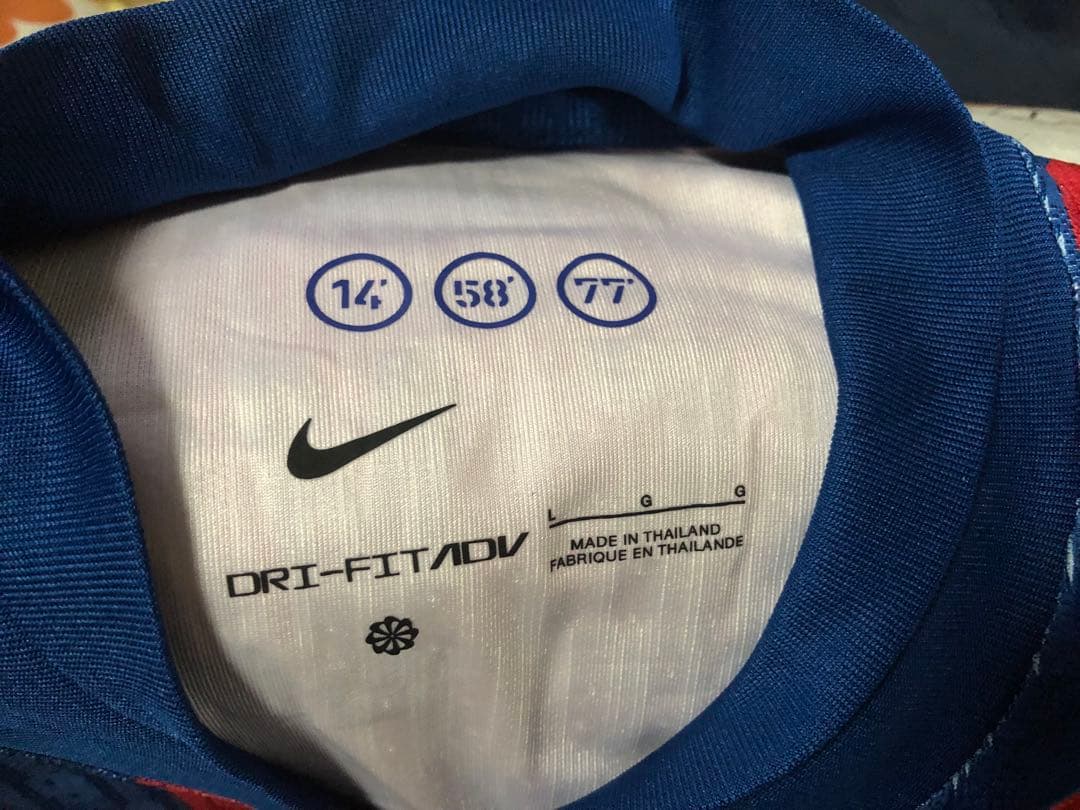 14' 58' 77'
L G G
MADE IN THAILAND
FABRIQUE EN THAILANDE
DRI-FIT ADV